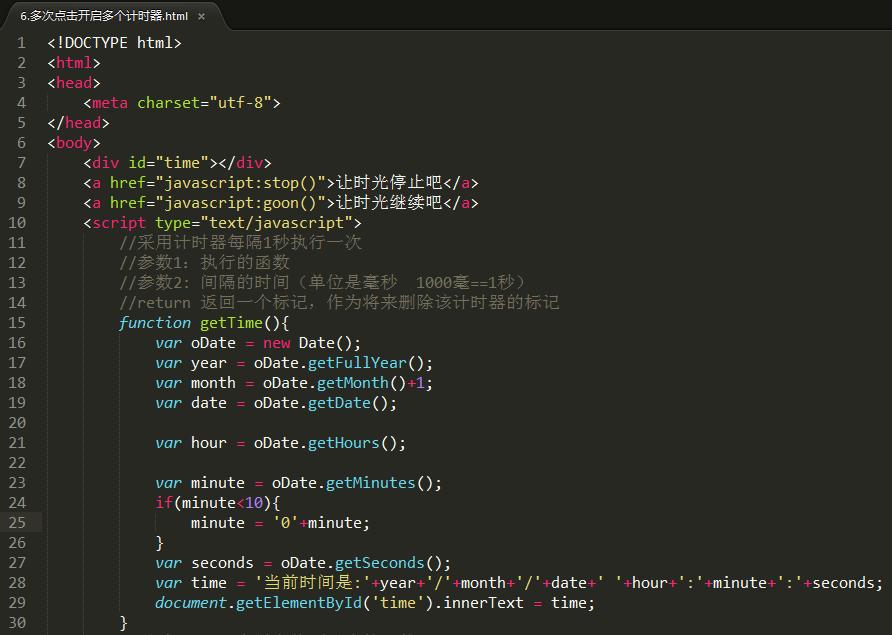 6.多次点击开启多个计时器.html ×
1 <!DOCTYPE html>
2 <html>
3 <head>
4     <meta charset="utf-8">
5 </head>
6 <body>
7     <div id="time"></div>
8     <a href="javascript:stop()">让时光停止吧</a>
9     <a href="javascript:goon()">让时光继续吧</a>
10     <script type="text/javascript">
11         //采用计时器每隔1秒执行一次
12         //参数1: 执行的函数
13         //参数2: 间隔的时间（单位是毫秒  1000毫==1秒）
14         //return 返回一个标记，作为将来删除该计时器的标记
15         function getTime(){
16             var oDate = new Date();
17             var year = oDate.getFullYear();
18             var month = oDate.getMonth()+1;
19             var date = oDate.getDate();
20
21             var hour = oDate.getHours();
22
23             var minute = oDate.getMinutes();
24             if(minute<10){
25                 minute = '0'+minute;
26             }
27             var seconds = oDate.getSeconds();
28             var time = '当前时间是:'+year+'/'+month+'/'+date+' '+hour+':'+minute+':'+seconds;
29             document.getElementById('time').innerText = time;
30         }